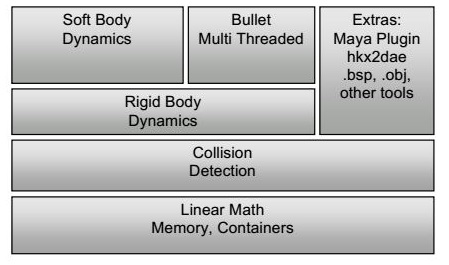 Soft Body
Dynamics
Bullet
Multi Threaded
Extras:
Maya Plugin
hkx2dae
.bsp, .obj,
other tools
Rigid Body
Dynamics
Collision
Detection
Linear Math
Memory, Containers